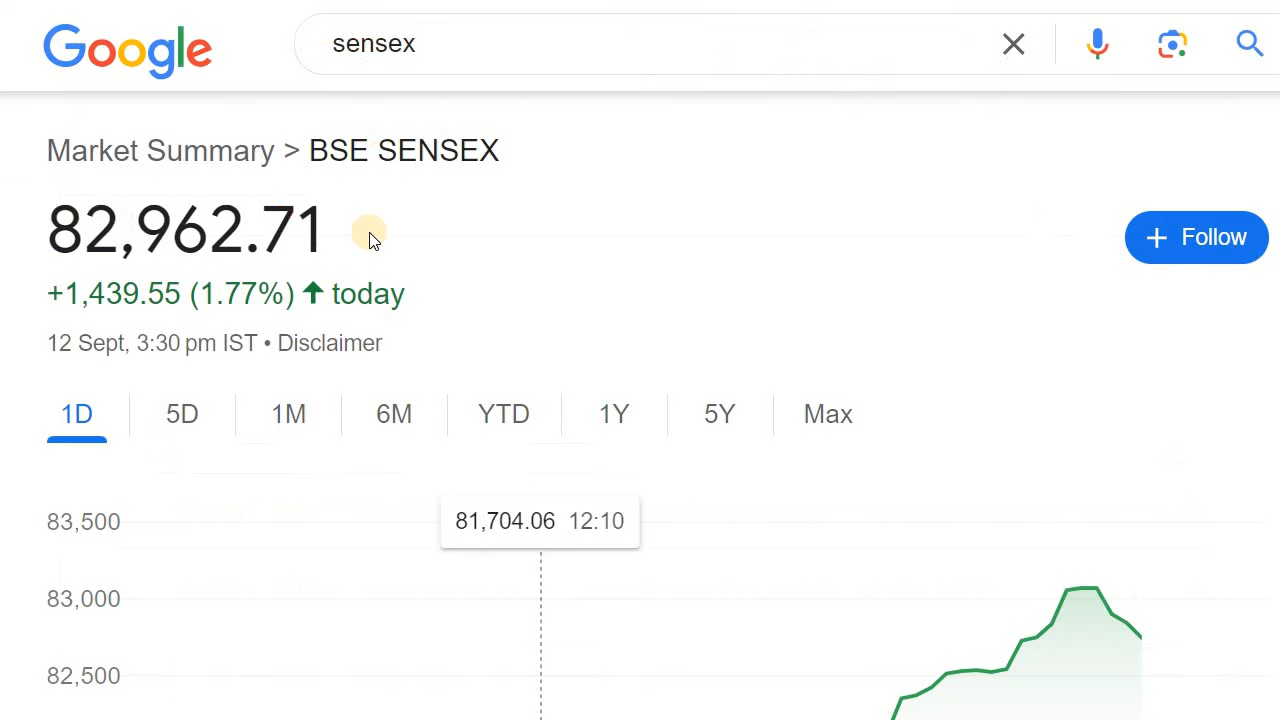 Google
sensex
Market Summary > BSE SENSEX
82,962.71
+ Follow
+1,439.55 (1.77%) ↑ today
12 Sept, 3:30 pm IST • Disclaimer
1D 5D 1M 6M YTD 1Y 5Y Max
83,500
81,704.06 12:10
83,000
82,500